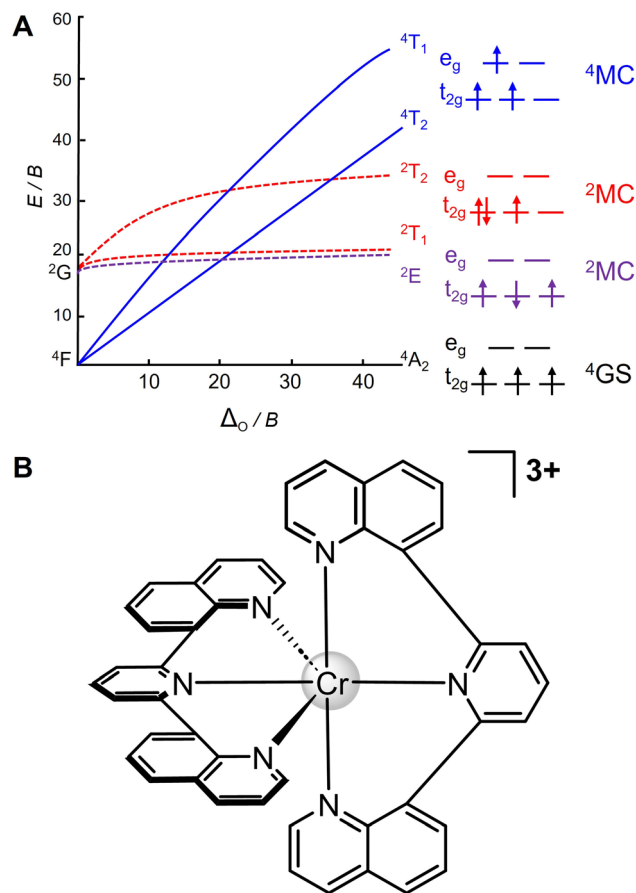 A
60
50
40
30
20
10
E / B
²G
⁴F
10
20
30
40
Δ_O / B
⁴T₁
⁴T₂
²T₂
²T₁
²E
⁴A₂
e_g
t_2g
⁴MC
e_g
t_2g
²MC
e_g
t_2g
²MC
e_g
t_2g
⁴GS
B
3+
N
N
N
Cr
N
N
N